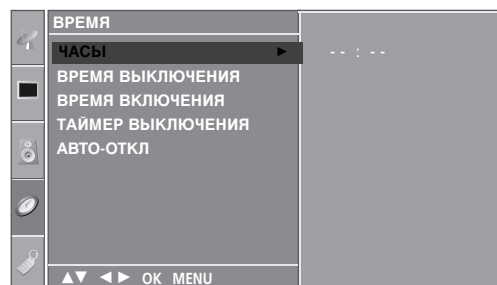 ВРЕМЯ
ЧАСЫ ► -- : --
ВРЕМЯ ВЫКЛЮЧЕНИЯ
ВРЕМЯ ВКЛЮЧЕНИЯ
ТАЙМЕР ВЫКЛЮЧЕНИЯ
АВТО-ОТКЛ
▲▼ ◄► OK MENU